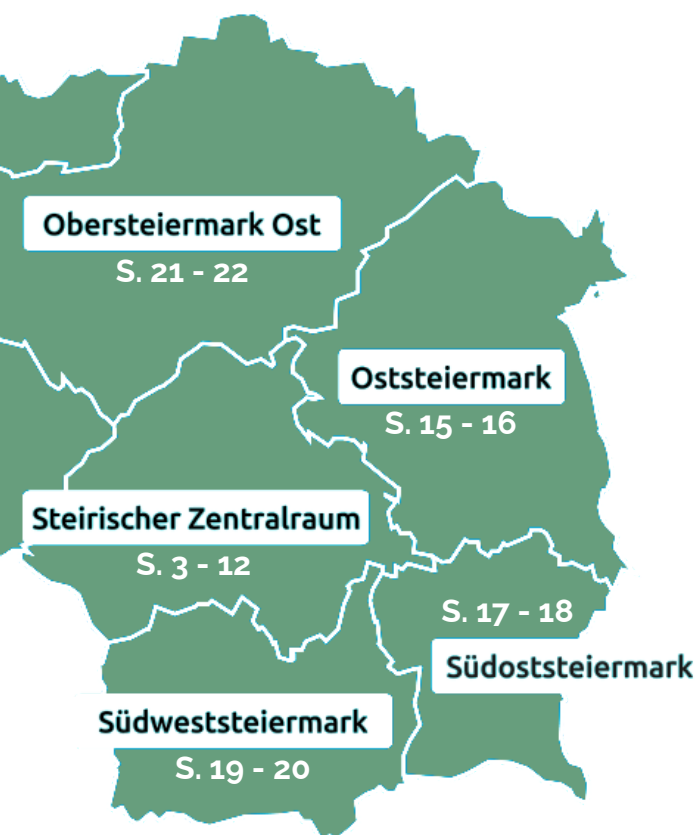 Obersteiermark Ost
S. 21 - 22
Oststeiermark
S. 15 - 16
Steirischer Zentralraum
S. 3 - 12
S. 17 - 18
Südoststeiermark
Südweststeiermark
S. 19 - 20